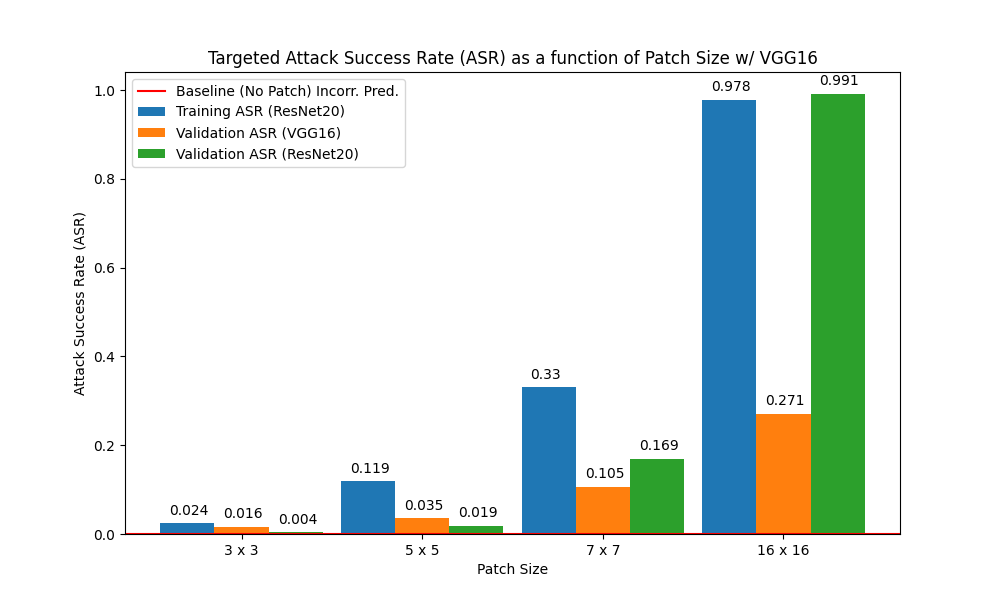 Targeted Attack Success Rate (ASR) as a function of Patch Size w/ VGG16
Baseline (No Patch) Incorr. Pred.
Training ASR (ResNet20)
Validation ASR (VGG16)
Validation ASR (ResNet20)
Attack Success Rate (ASR)
1.0
0.8
0.6
0.4
0.2
0.0
0.024
0.016
0.004
0.119
0.035
0.019
0.33
0.105
0.169
0.978
0.271
0.991
3 x 3
5 x 5
7 x 7
16 x 16
Patch Size